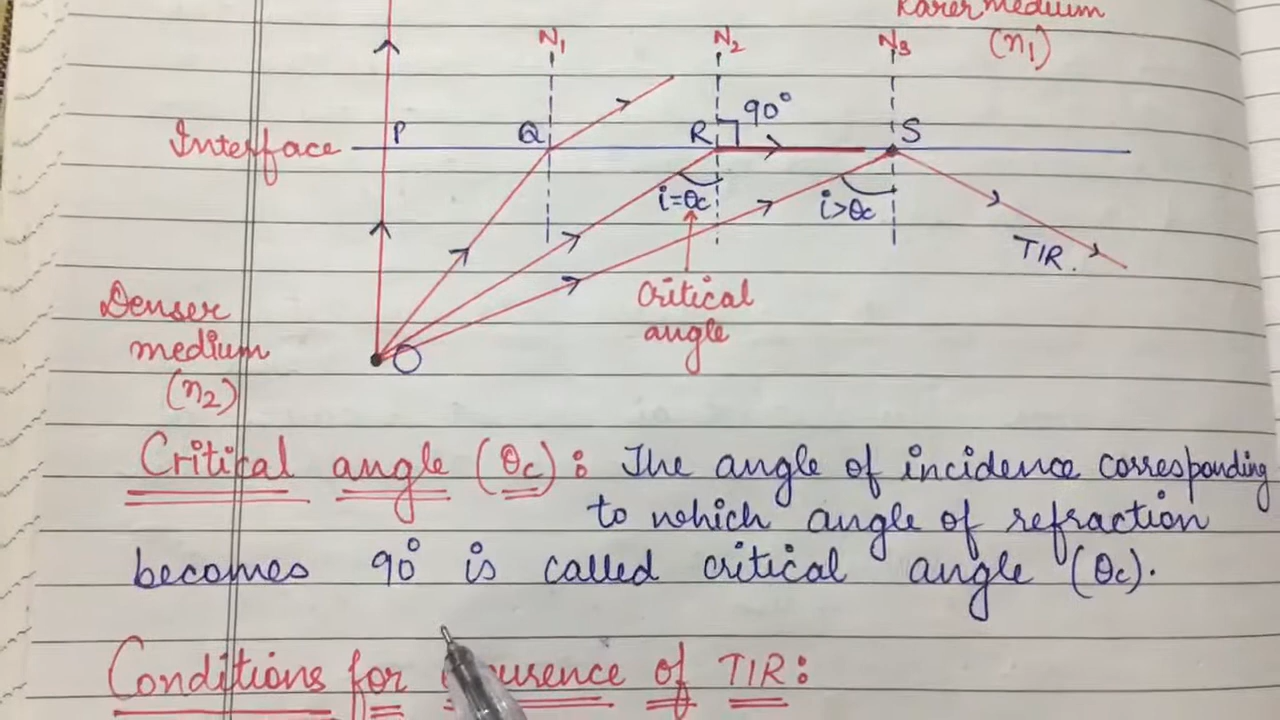 Rarer medium
(n1)
N1 N2 N3
90°
Interface P Q R S
i=θc i>θc
TIR.
Critical
angle
Denser
medium
(n2)
O
Critical angle (θc): The angle of incidence corresponding
to which angle of refraction
becomes 90° is called critical angle (θc).
Conditions for of TIR: